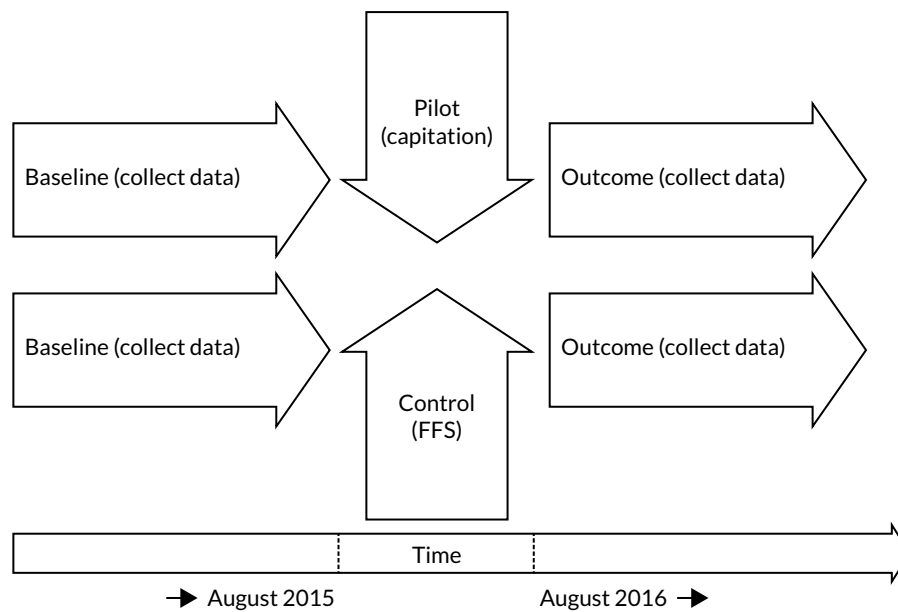 Pilot
(capitation)
Baseline (collect data)
Outcome (collect data)
Baseline (collect data)
Outcome (collect data)
Control
(FFS)
Time
August 2015
August 2016